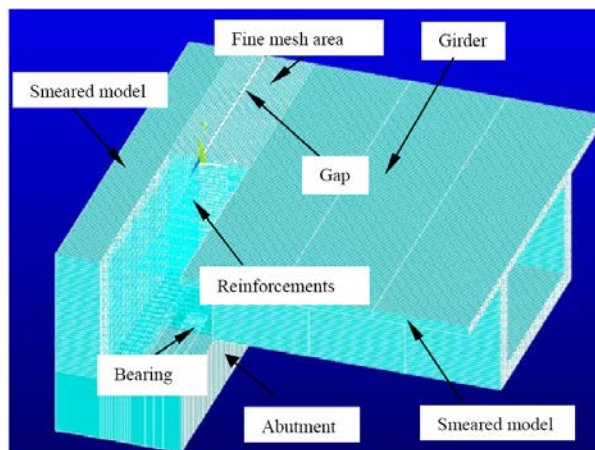 Fine mesh area
Girder
Smeared model
Gap
Reinforcements
Bearing
Abutment
Smeared model